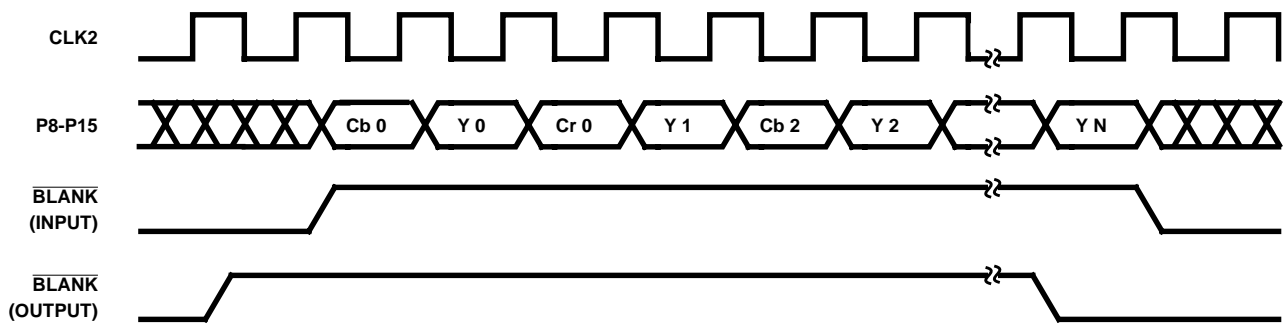 CLK2
P8-P15
Cb 0
Y 0
Cr 0
Y 1
Cb 2
Y 2
Y N
BLANK
(INPUT)
BLANK
(OUTPUT)